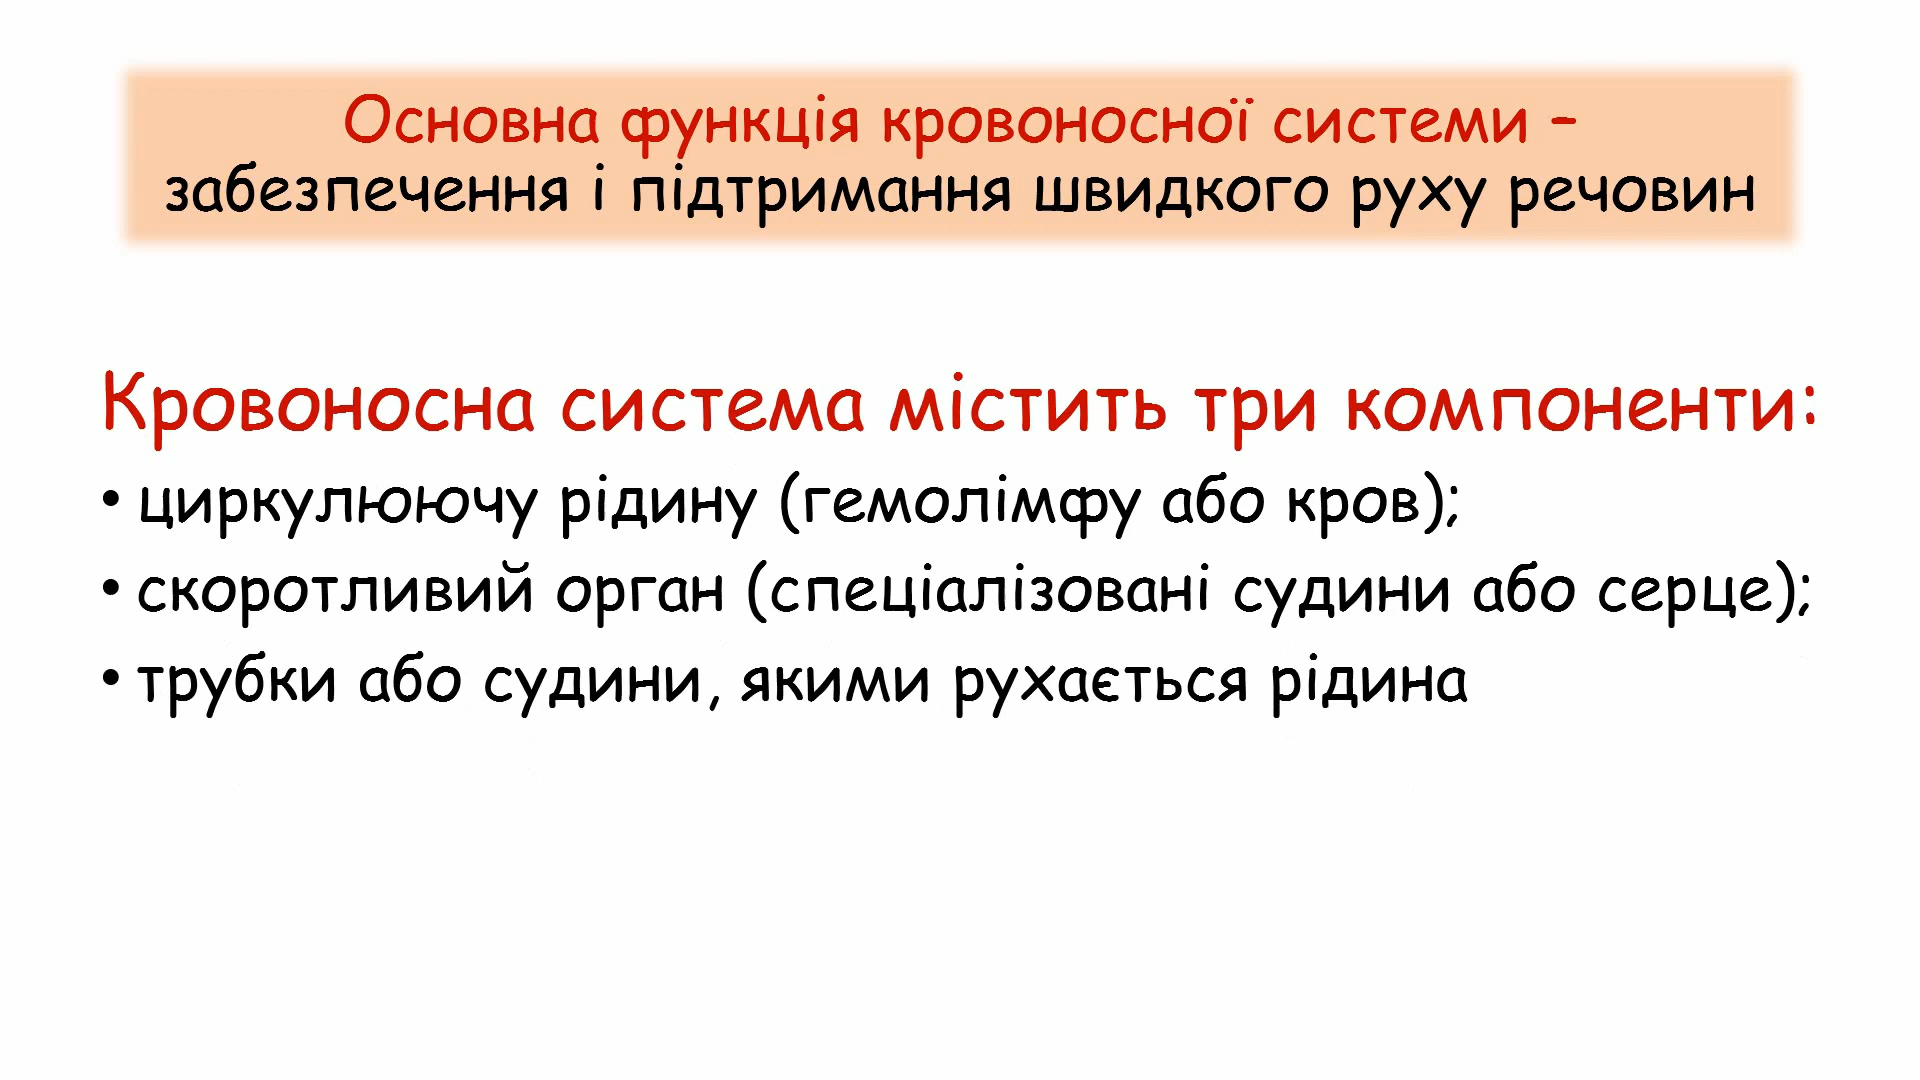 Основна функція кровоносної системи –
забезпечення і підтримання швидкого руху речовин
Кровоносна система містить три компоненти:
• циркулюючу рідину (гемолімфу або кров);
• скоротливий орган (спеціалізовані судини або серце);
• трубки або судини, якими рухається рідина